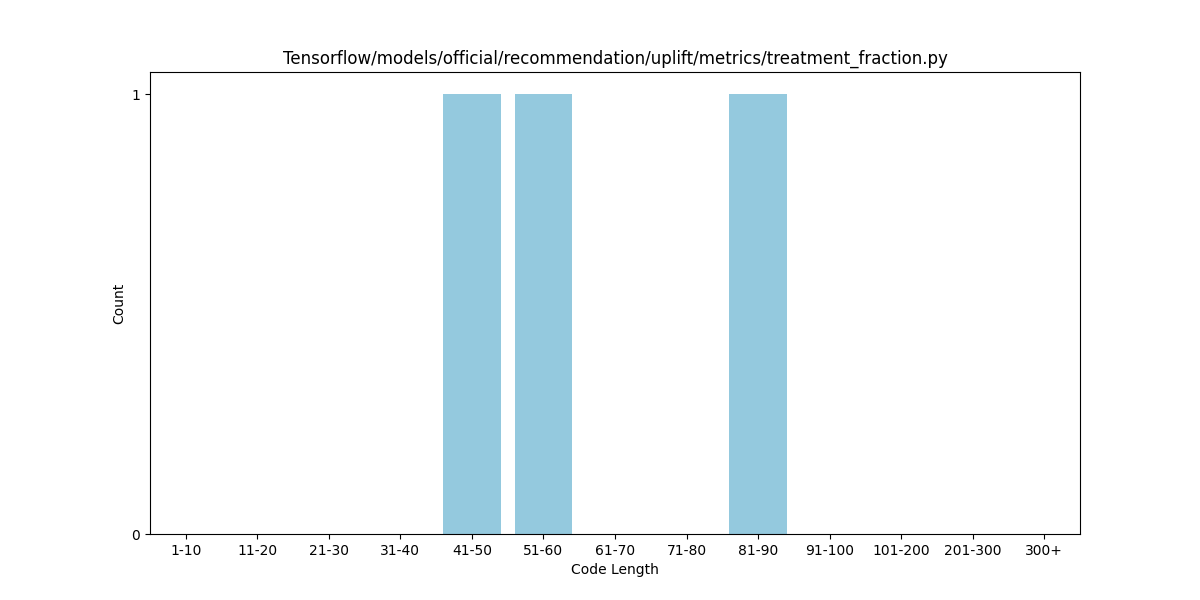 Tensorflow/models/official/recommendation/uplift/metrics/treatment_fraction.py
1
Count
0
1-10 11-20 21-30 31-40 41-50 51-60 61-70 71-80 81-90 91-100 101-200 201-300 300+
Code Length